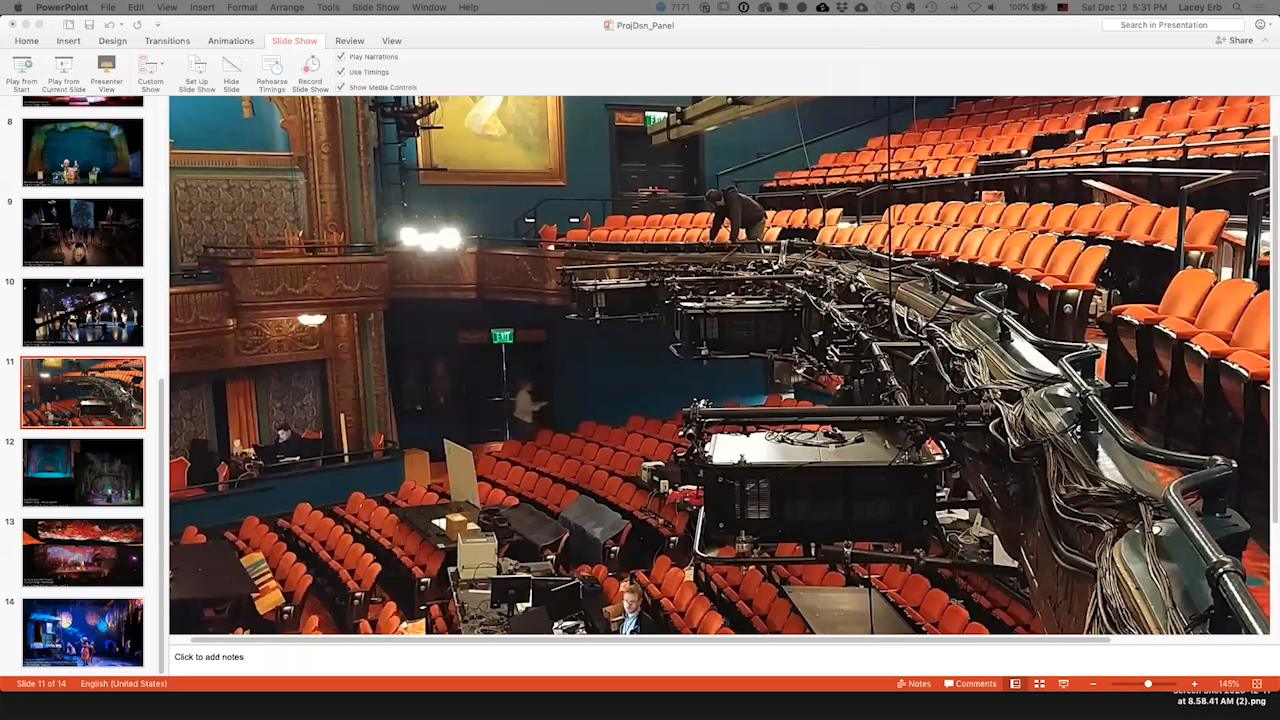 PowerPoint File Edit View Insert Format Arrange Tools Slide Show Window Help 7171 100% Sat Dec 12 5:31 PM Lacey Erb
ProjDsn_Panel
Search in Presentation
Home Insert Design Transitions Animations Slide Show Review View
Share
Play from Start
Play from Current Slide
Presenter View
Custom Show
Set Up Slide Show
Hide Slide
Rehearse Timings
Record Slide Show
Play Narrations
Use Timings
Show Media Controls
8
9
10
11
12
13
14
EXIT
Click to add notes
Slide 11 of 14 English (United States) Notes Comments 145%
at 8.58.41 AM (2).png